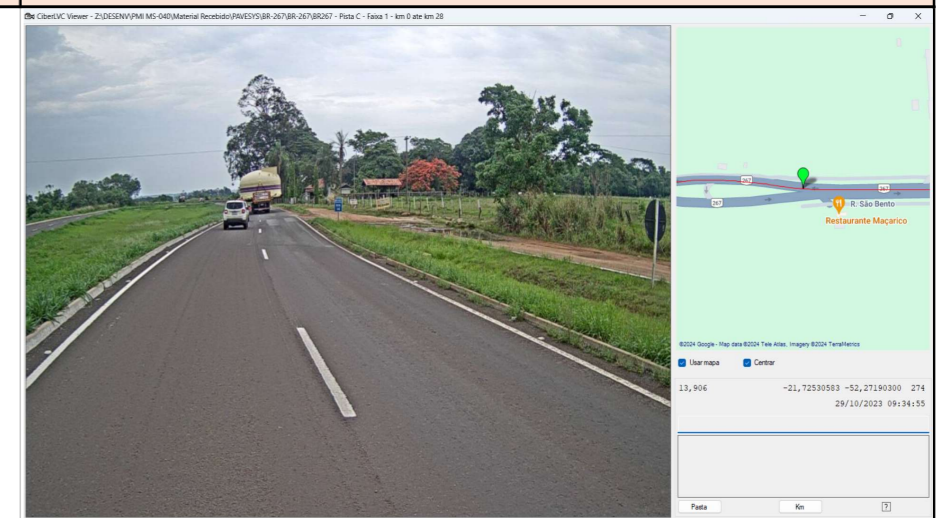 CiberLVC Viewer - Z:\DESENV\PMI MS-040\Material Recebido\PAVESYS\BR-267\BR-267\BR267 - Pista C - Faixa 1 - km 0 ate km 28
267
267
267
R. São Bento
Restaurante Maçarico
©2024 Google - Map data ©2024 Tele Atlas, Imagery ©2024 TerraMetrics
Usar mapa Centrar
13,906 -21,72530583 -52,27190300 274
29/10/2023 09:34:55
Pasta Km ?